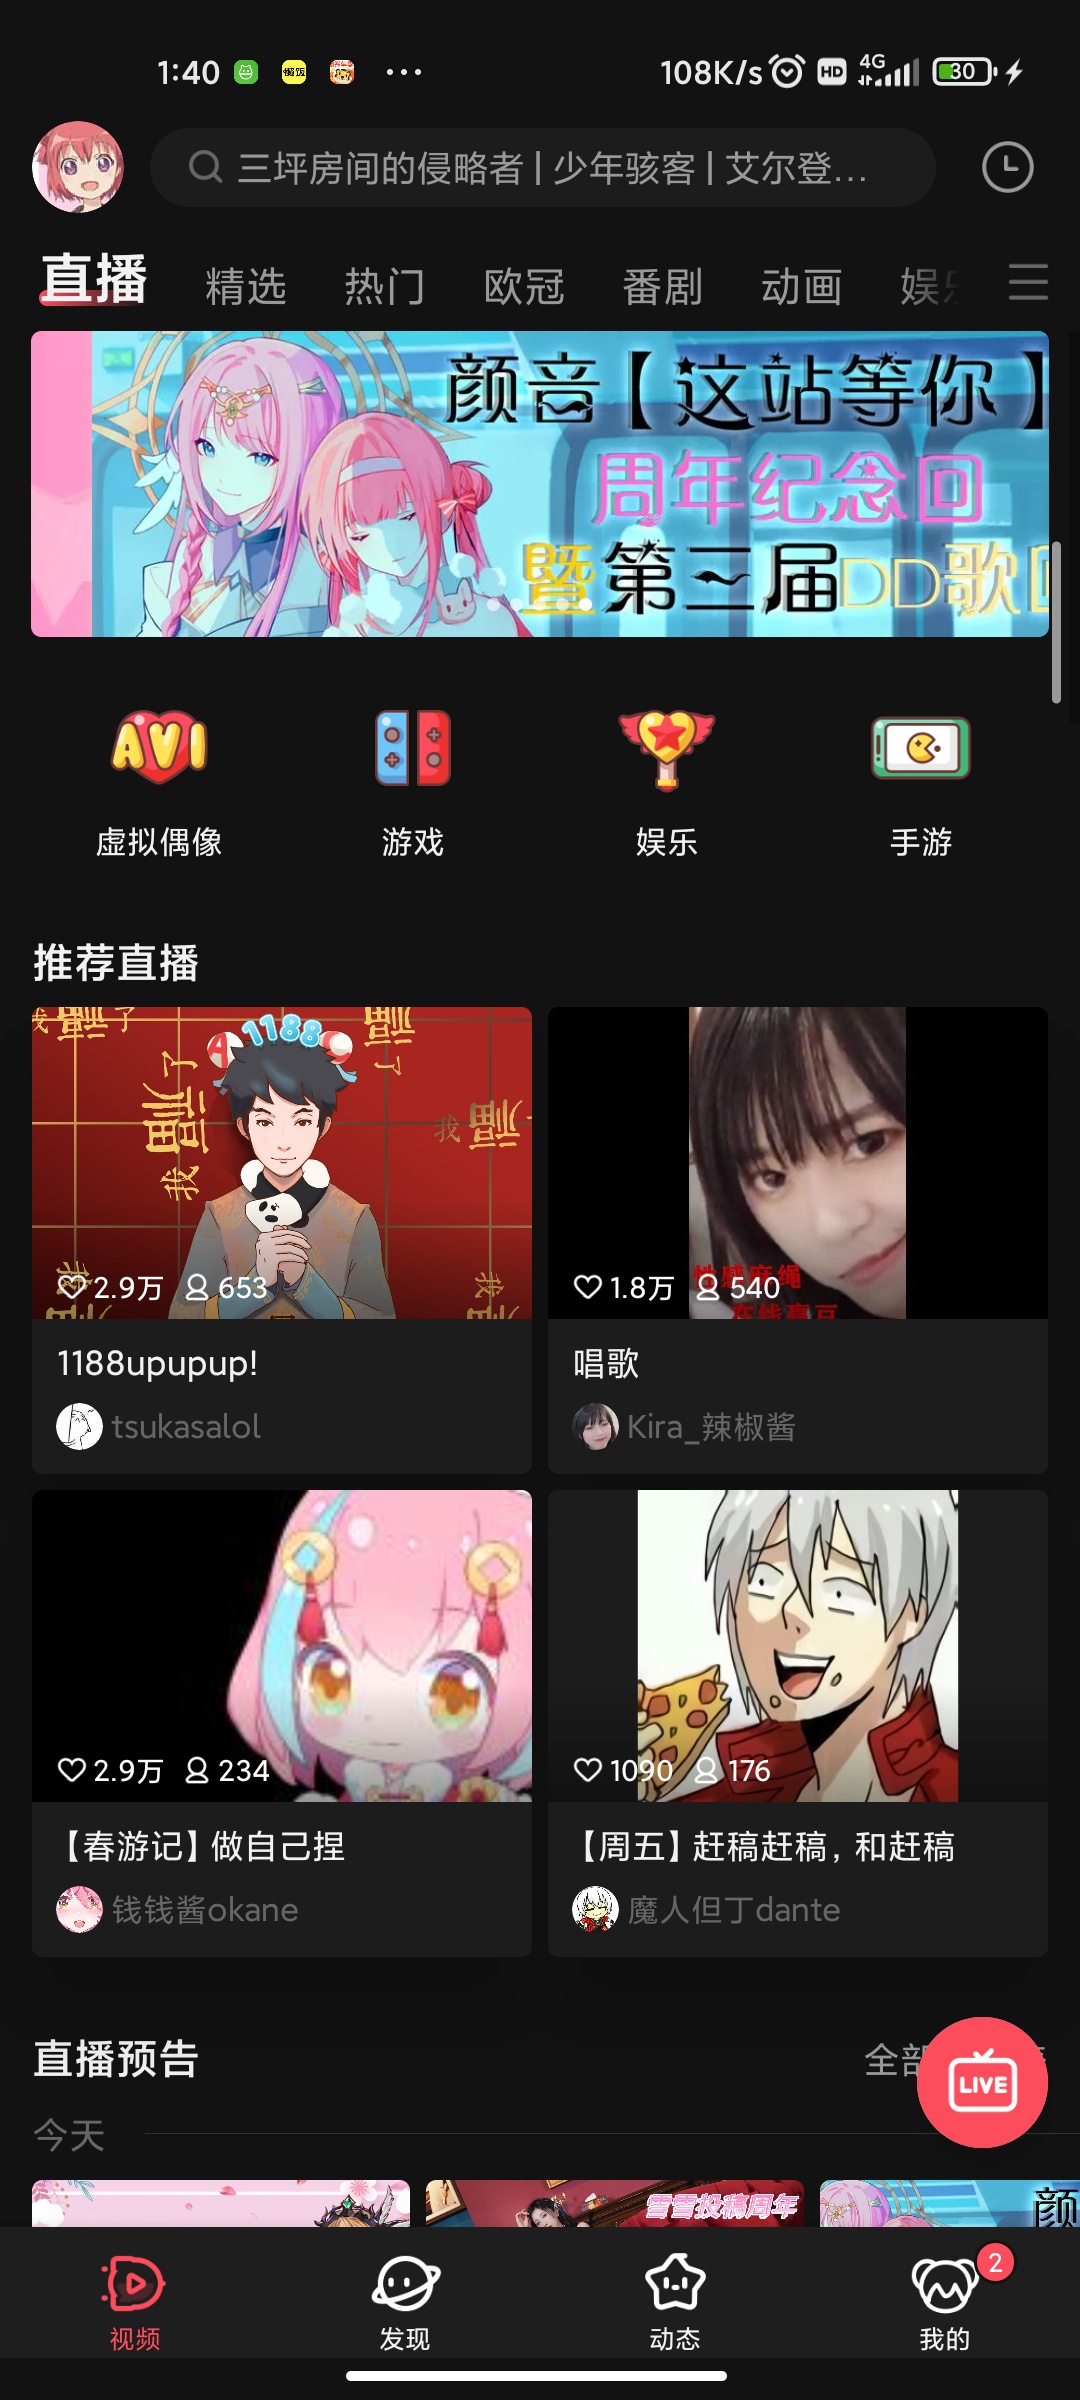 1:40
懒饭
108K/s
HD
4G
30
三坪房间的侵略者 | 少年骇客 | 艾尔登...
直播
精选
热门
欧冠
番剧
动画
娱
颜音【这站等你】
周年纪念回
暨第三届DD歌
AVI
虚拟偶像
游戏
娱乐
手游
推荐直播
1188
2.9万
653
1.8万
540
1188upupup!
唱歌
tsukasalol
Kira_辣椒酱
2.9万
234
1090
176
【春游记】做自己捏
【周五】赶稿赶稿，和赶稿
钱钱酱okane
魔人但丁dante
直播预告
全部
LIVE
今天
雪雪投稿周年
颜
视频
发现
动态
我的
2